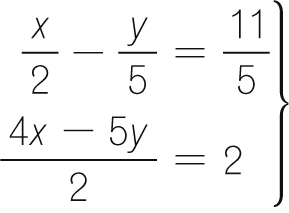 x/2 − y/5 = 11/5
(4x − 5y)/2 = 2 }